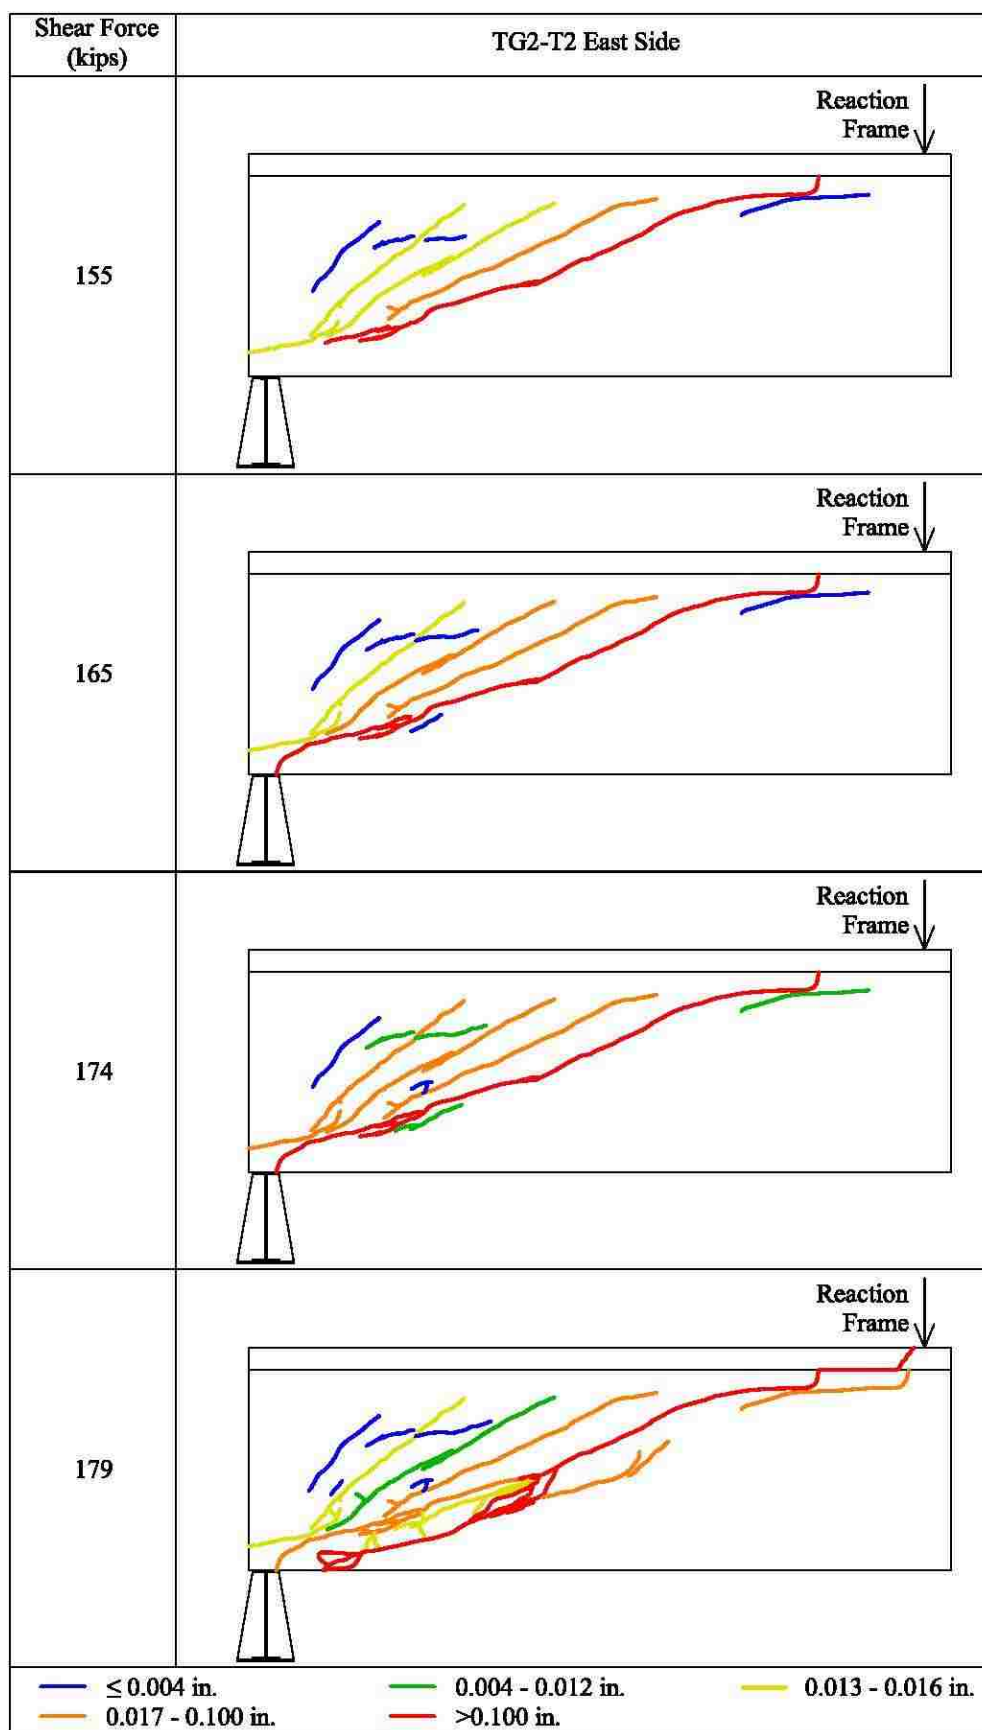 Shear Force
(kips)
TG2-T2 East Side
Reaction
Frame
155
Reaction
Frame
165
Reaction
Frame
174
Reaction
Frame
179
≤ 0.004 in.
0.004 - 0.012 in.
0.013 - 0.016 in.
0.017 - 0.100 in.
>0.100 in.